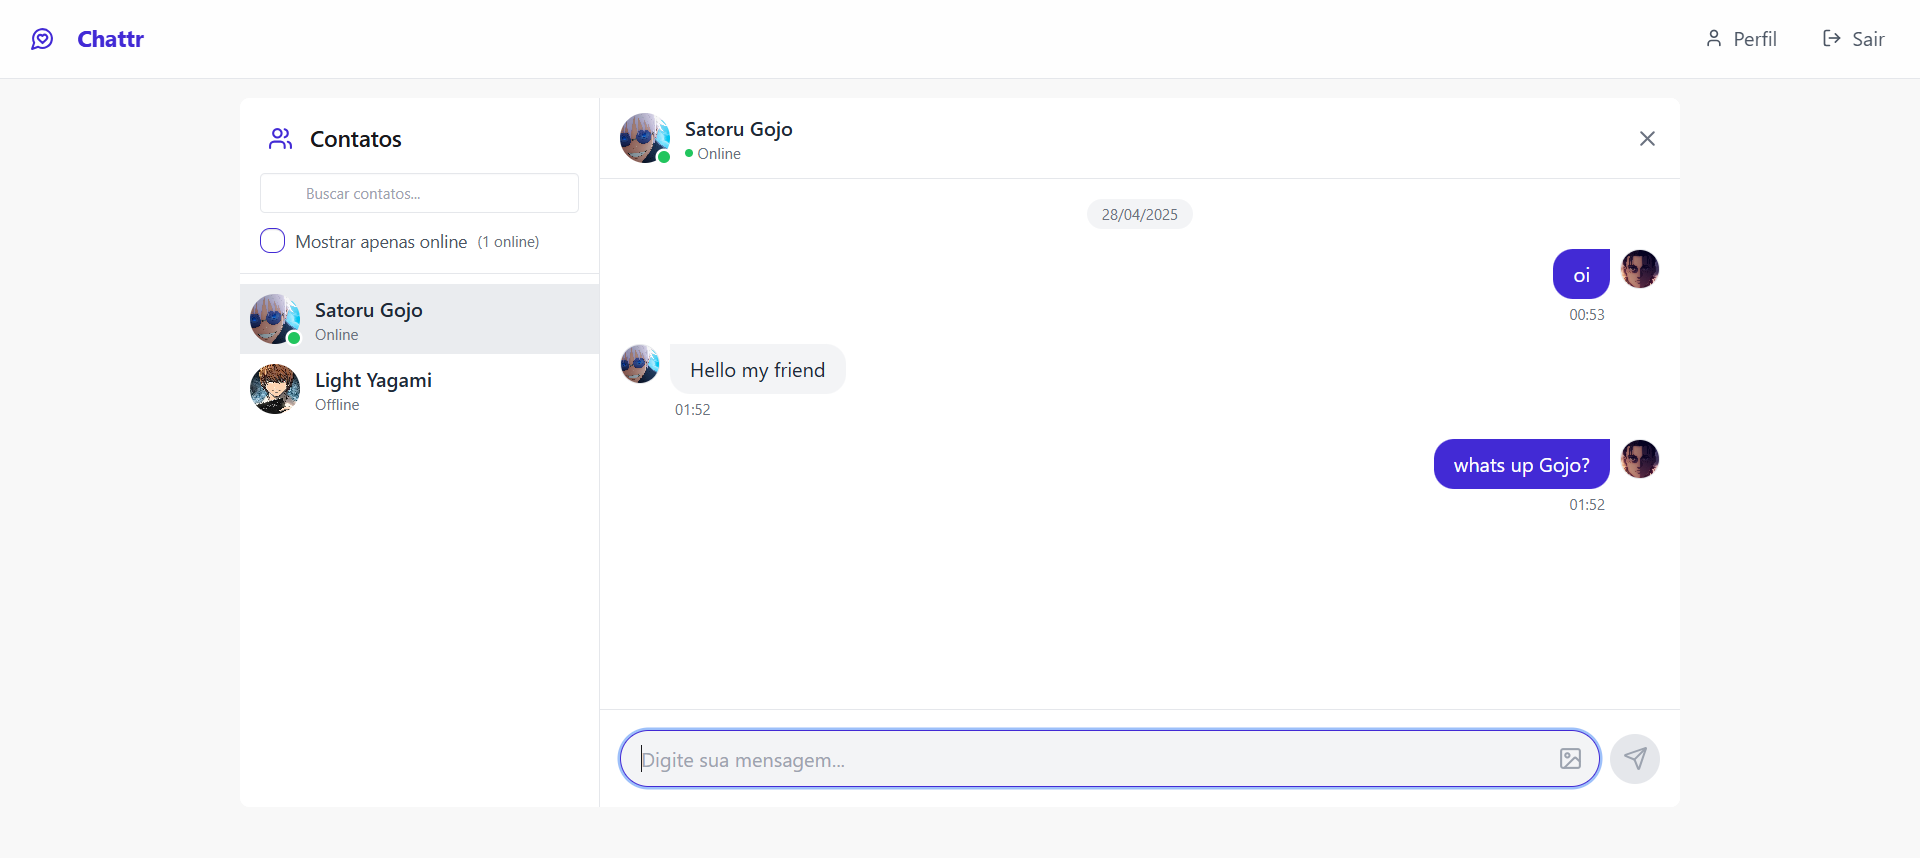 Chattr
Perfil
Sair
Contatos
Buscar contatos...
Mostrar apenas online (1 online)
Satoru Gojo
Online
Light Yagami
Offline
Satoru Gojo
Online
28/04/2025
oi
00:53
Hello my friend
01:52
whats up Gojo?
01:52
Digite sua mensagem...